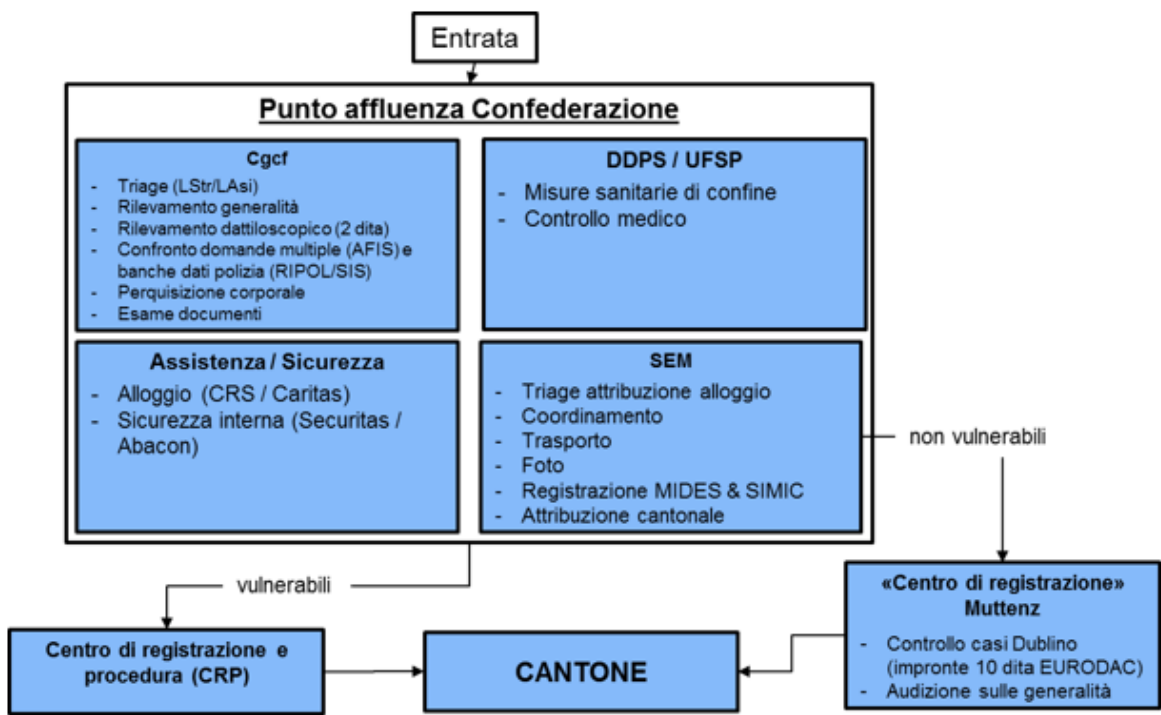 Entrata
Punto affluenza Confederazione
Cgcf
- Triage (LStr/LAsi)
- Rilevamento generalità
- Rilevamento dattiloscopico (2 dita)
- Confronto domande multiple (AFIS) e
banche dati polizia (RIPOL/SIS)
- Perquisizione corporale
- Esame documenti
DDPS / UFSP
- Misure sanitarie di confine
- Controllo medico
Assistenza / Sicurezza
- Alloggio (CRS / Caritas)
- Sicurezza interna (Securitas /
Abacon)
SEM
- Triage attribuzione alloggio
- Coordinamento
- Trasporto
- Foto
- Registrazione MIDES & SIMIC
- Attribuzione cantonale
non vulnerabili
vulnerabili
Centro di registrazione e
procedura (CRP)
CANTONE
«Centro di registrazione»
Muttenz
- Controllo casi Dublino
(impronte 10 dita EURODAC)
- Audizione sulle generalità